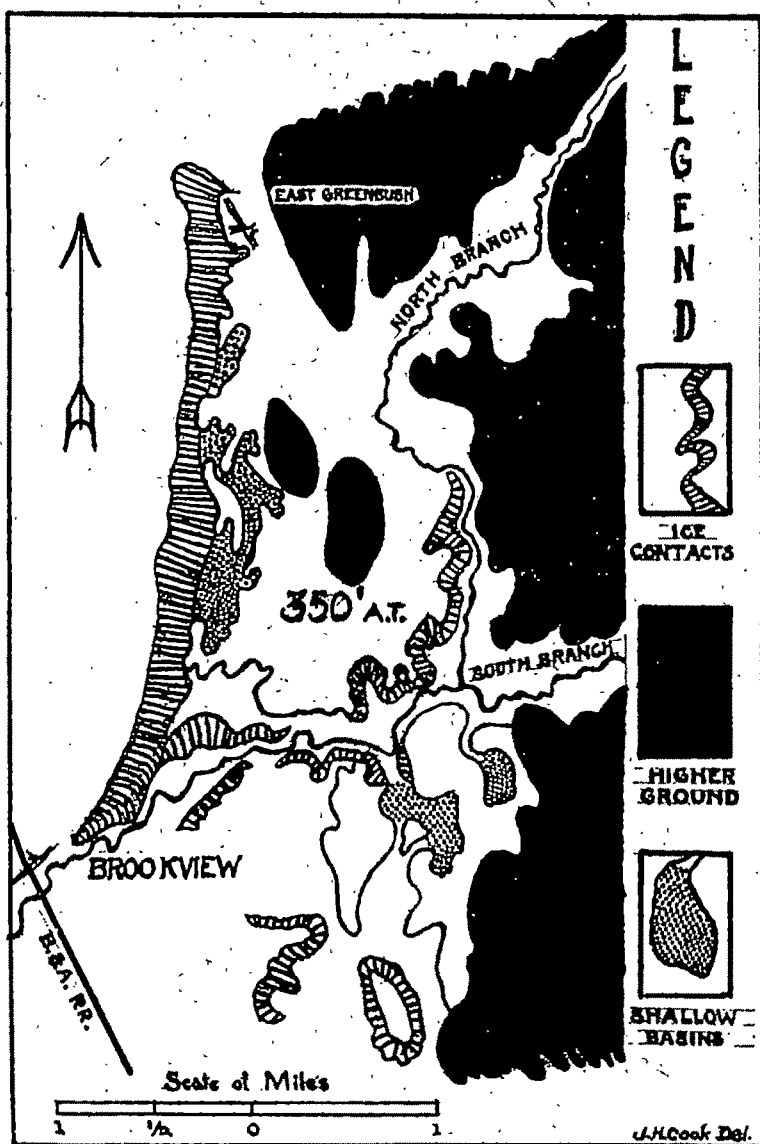 LEGEND
EAST GREENBUSH
NORTH BRANCH
350' A.T.
SOUTH BRANCH
BROOKVIEW
B. & A. RR.
ICE
CONTACTS
HIGHER
GROUND
SHALLOW
BASINS
Scale of Miles
1 1/2 0 1
J.H.Cook Del.